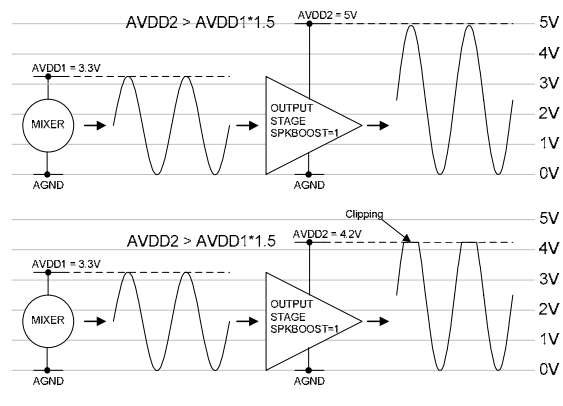 AVDD2 > AVDD1*1.5
AVDD2 = 5V
5V
4V
AVDD1 = 3.3V
3V
MIXER
OUTPUT
STAGE
SPKBOOST=1
2V
1V
0V
AGND
AGND
Clipping
5V
AVDD2 > AVDD1*1.5
AVDD2 = 4.2V
4V
AVDD1 = 3.3V
3V
MIXER
OUTPUT
STAGE
SPKBOOST=1
2V
1V
0V
AGND
AGND